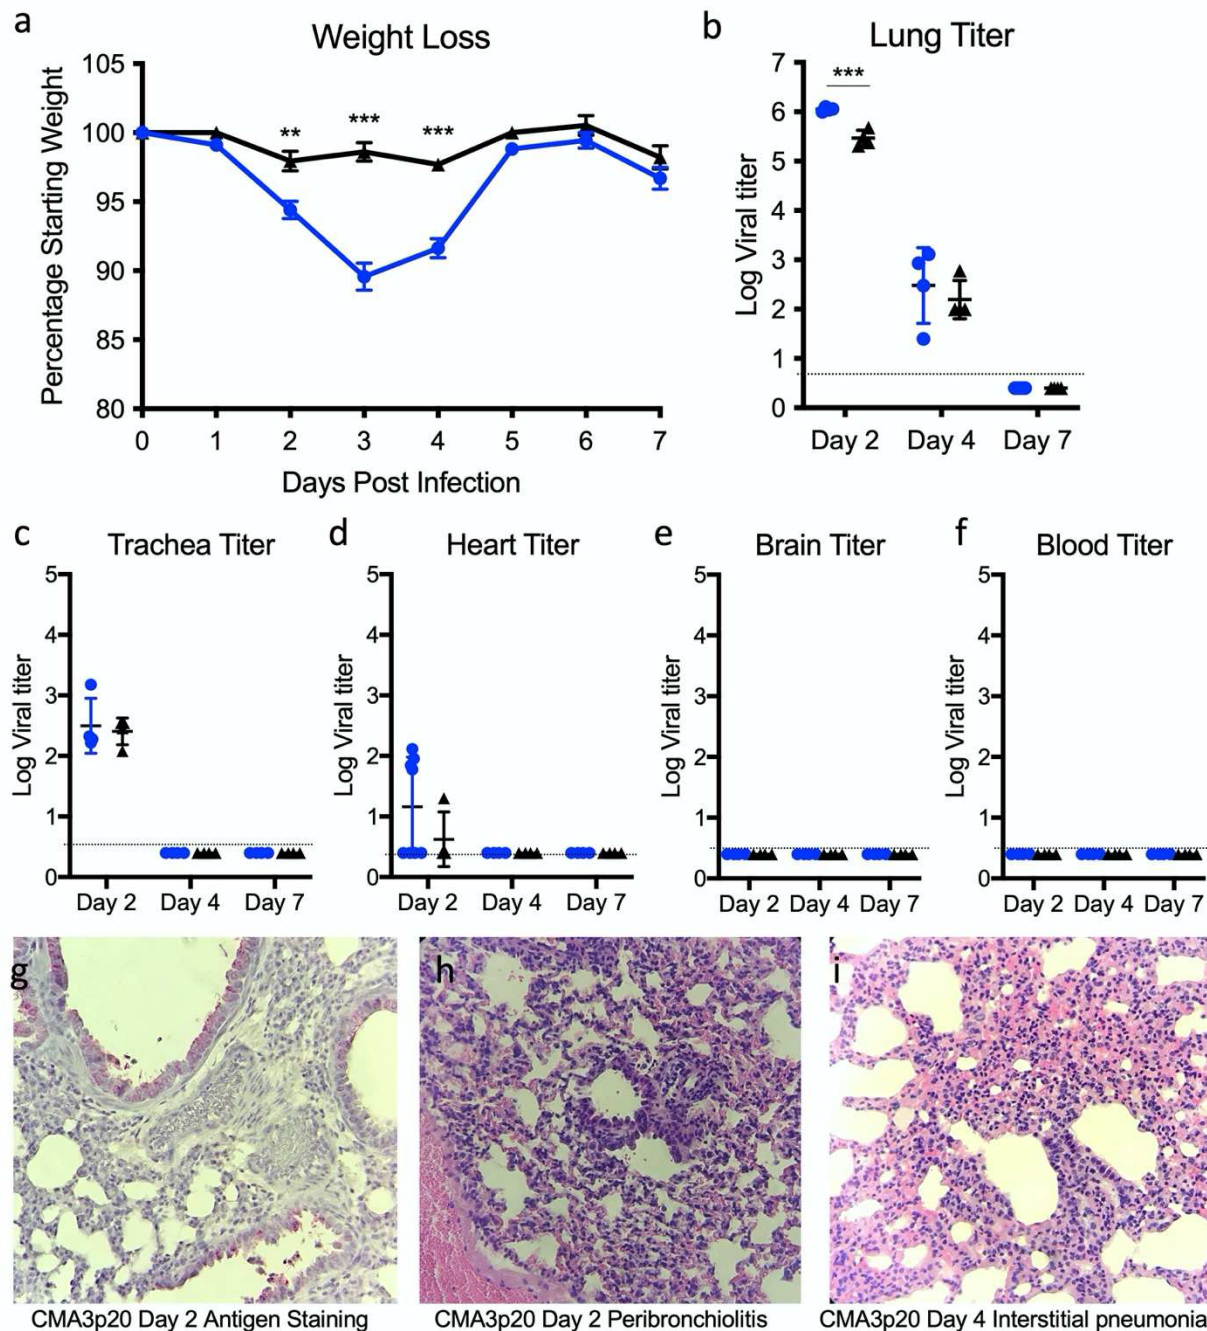 a
Weight Loss
105
100
95
90
85
80
Percentage Starting Weight
** *** ***
0 1 2 3 4 5 6 7
Days Post Infection
b
Lung Titer
7
6
5
4
3
2
1
0
Log Viral titer
***
Day 2 Day 4 Day 7
c
Trachea Titer
5
4
3
2
1
0
Log Viral titer
Day 2 Day 4 Day 7
d
Heart Titer
5
4
3
2
1
0
Log Viral titer
Day 2 Day 4 Day 7
e
Brain Titer
5
4
3
2
1
0
Log Viral titer
Day 2 Day 4 Day 7
f
Blood Titer
5
4
3
2
1
0
Log Viral titer
Day 2 Day 4 Day 7
g
CMA3p20 Day 2 Antigen Staining
h
CMA3p20 Day 2 Peribronchiolitis
i
CMA3p20 Day 4 Interstitial pneumonia